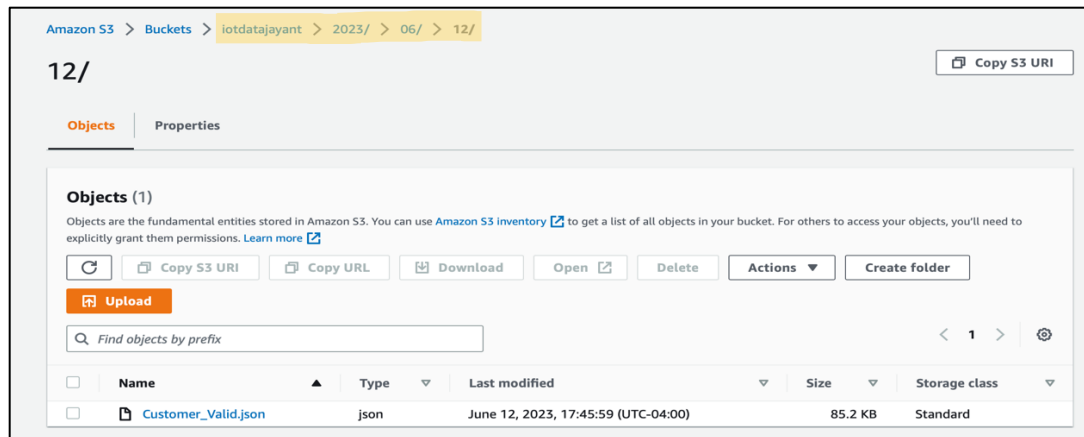 Amazon S3 > Buckets > iotdatajayant > 2023/ > 06/ > 12/
12/
Copy S3 URI
Objects
Properties
Objects (1)
Objects are the fundamental entities stored in Amazon S3. You can use Amazon S3 inventory to get a list of all objects in your bucket. For others to access your objects, you'll need to
explicitly grant them permissions. Learn more
Copy S3 URI Copy URL Download Open Delete Actions Create folder
Upload
Find objects by prefix
< 1 >
Name Type Last modified Size Storage class
Customer_Valid.json json June 12, 2023, 17:45:59 (UTC-04:00) 85.2 KB Standard